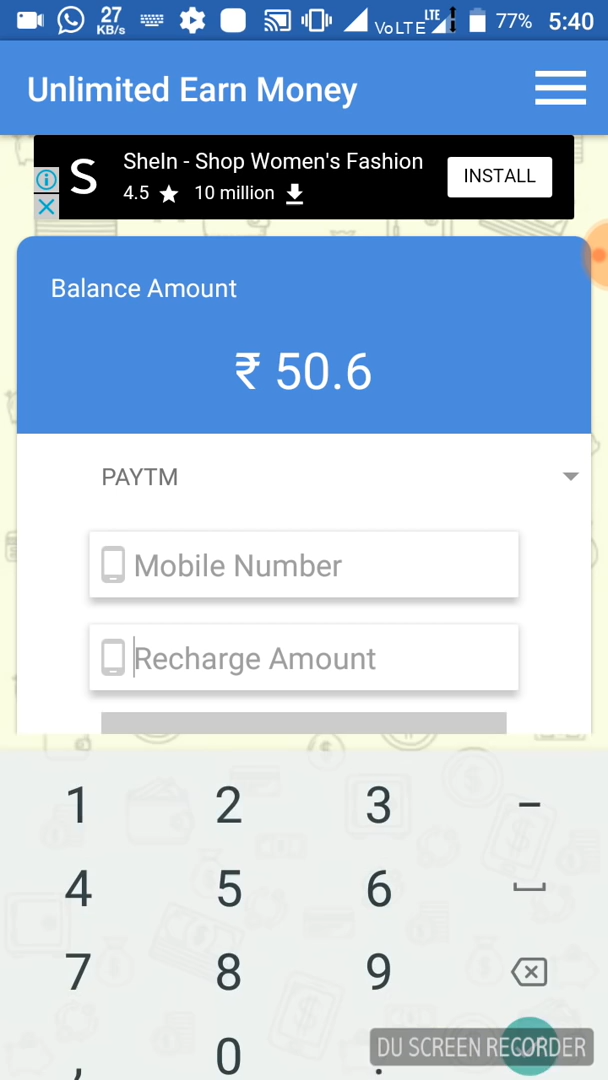 27 KB/s VoLTE LTE 77% 5:40
Unlimited Earn Money
S
SheIn - Shop Women's Fashion
4.5 ★ 10 million
INSTALL
Balance Amount
₹ 50.6
PAYTM
Mobile Number
Recharge Amount
1 2 3 -
4 5 6
7 8 9
, 0 .
DU SCREEN RECORDER